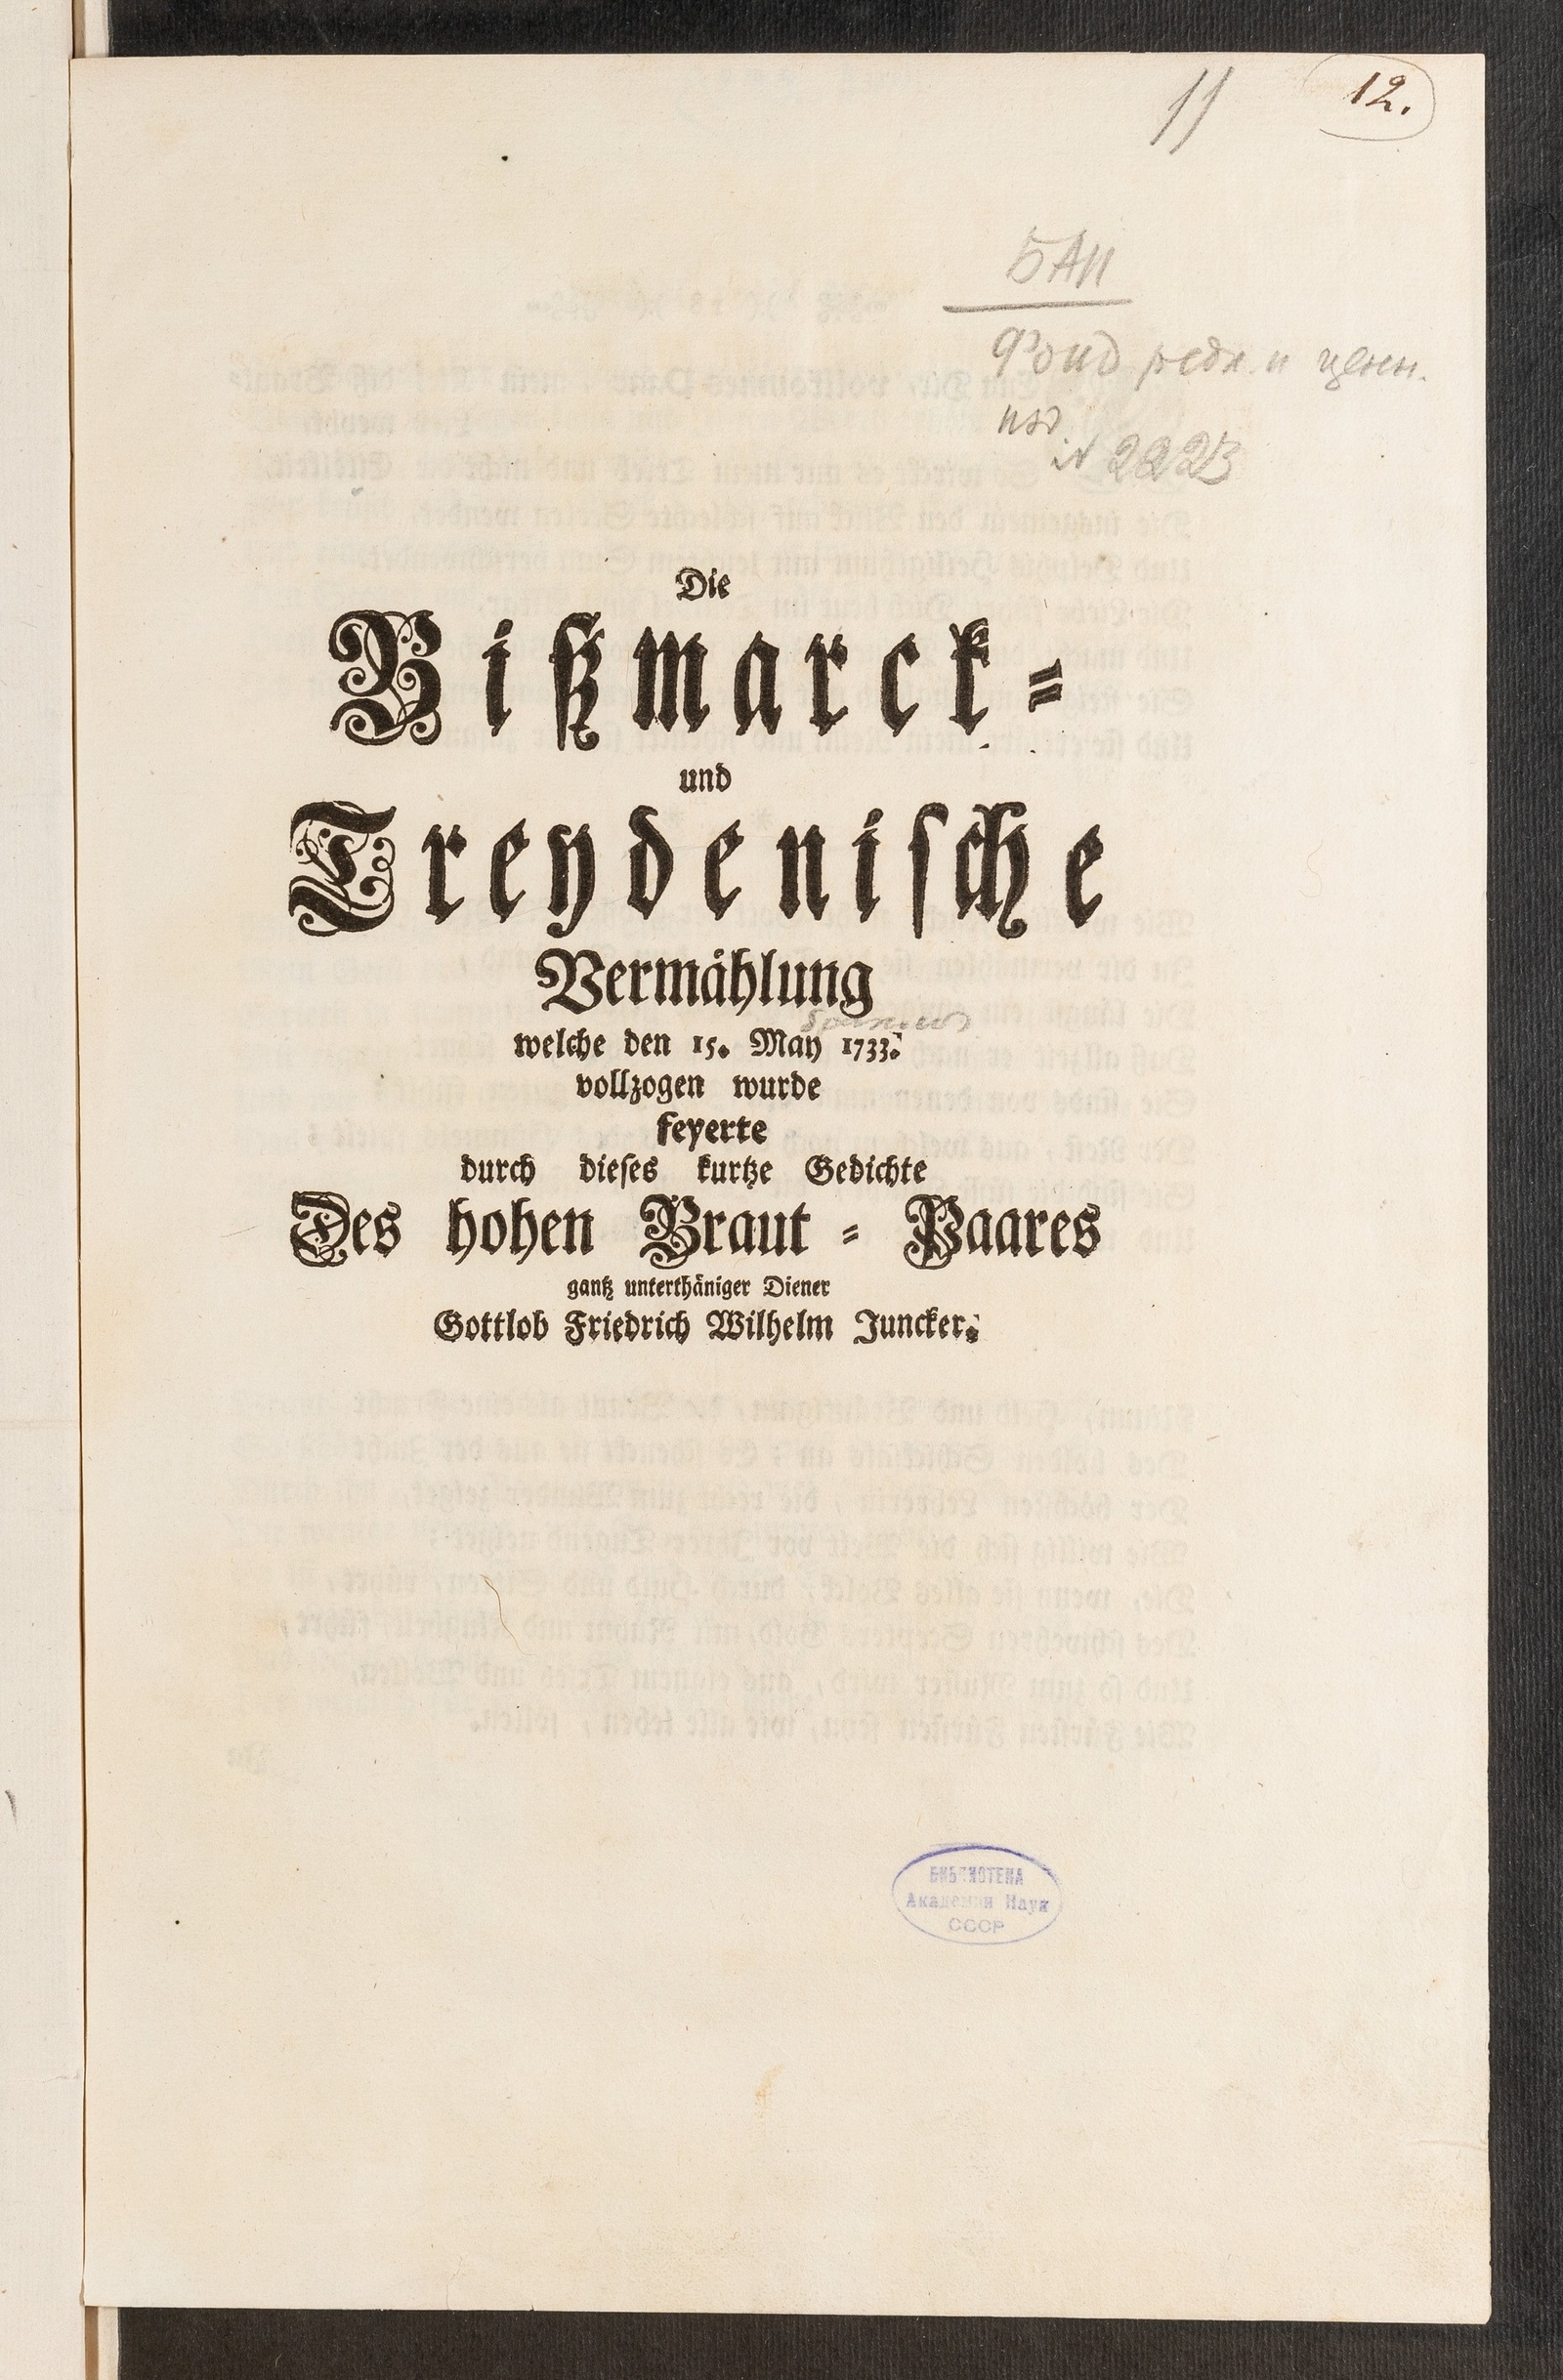 11
12.
БАН
Фонд редк. и ценн.
изд.
№ 222
Die
Bißmarck-
und
Treydenische
Vermählung
welche den 15. May 1733.
vollzogen wurde
feyerte
durch dieses kurtze Gedichte
Des hohen Braut-Paares
gantz unterthäniger Diener
Gottlob Friedrich Wilhelm Juncker.
БИБЛИОТЕКА
Академии Наук
СССР